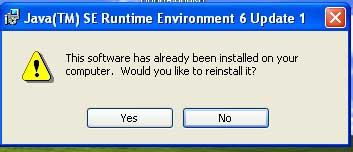 Java(TM) SE Runtime Environment 6 Update 1
This software has already been installed on your
computer.  Would you like to reinstall it?
Yes No